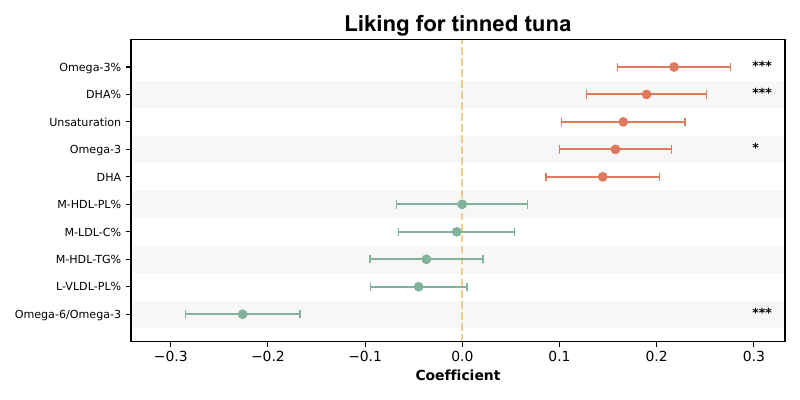 Liking for tinned tuna
Omega-3% ***
DHA% ***
Unsaturation
Omega-3 *
DHA
M-HDL-PL%
M-LDL-C%
M-HDL-TG%
L-VLDL-PL%
Omega-6/Omega-3 ***
−0.3 −0.2 −0.1 0.0 0.1 0.2 0.3
Coefficient